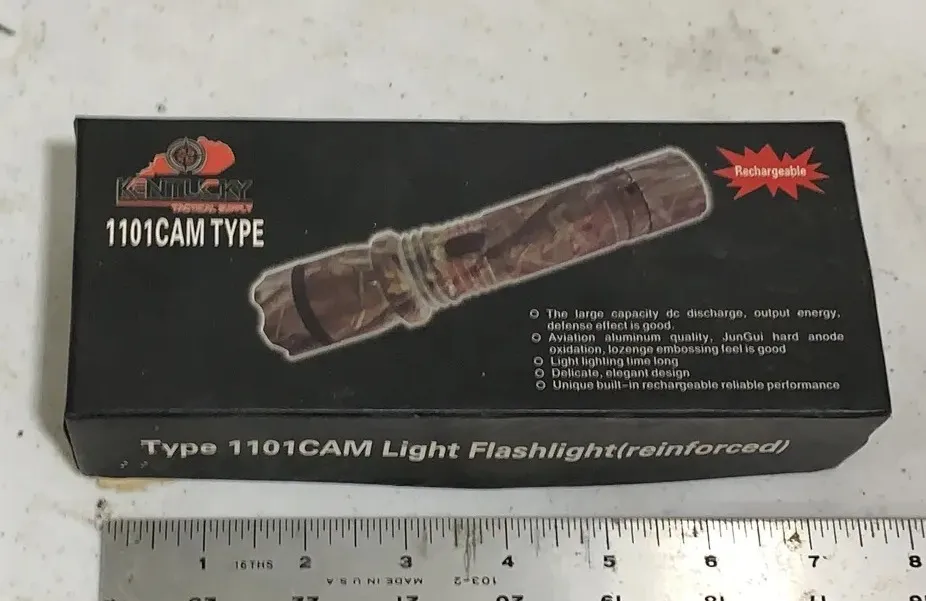 KENTUCKY
TACTICAL SUPPLY
1101CAM TYPE
Rechargeable
The large capacity dc discharge, output energy,
defense effect is good.
Aviation aluminum quality, JunGui hard anode
oxidation, lozenge embossing feel is good
Light lighting time long
Delicate, elegant design
Unique built-in rechargeable reliable performance
Type 1101CAM Light Flashlight(reinforced)
1 16THS 2 3 4 5 6 7 8
MADE IN U S A 103-2